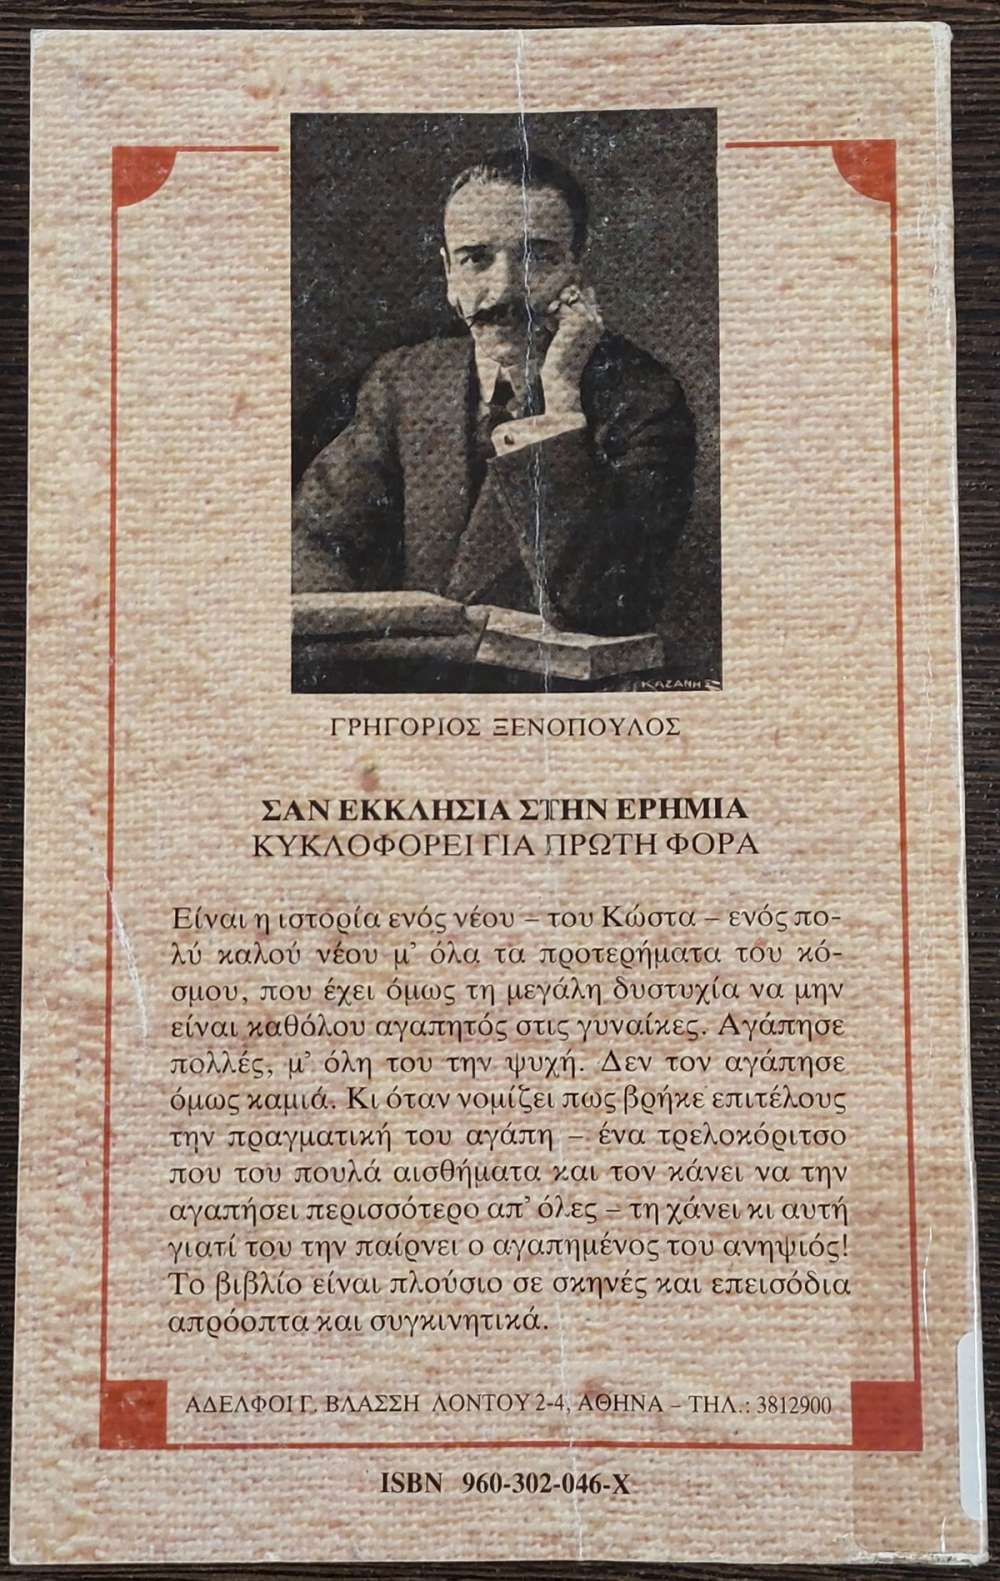 ΚΑΖΑΝΗΣ
ΓΡΗΓΟΡΙΟΣ ΞΕΝΟΠΟΥΛΟΣ
ΣΑΝ ΕΚΚΛΗΣΙΑ ΣΤΗΝ ΕΡΗΜΙΑ
ΚΥΚΛΟΦΟΡΕΙ ΓΙΑ ΠΡΩΤΗ ΦΟΡΑ
Είναι η ιστορία ενός νέου – του Κώστα – ενός πο-
λύ καλού νέου μ' όλα τα προτερήματα του κό-
σμου, που έχει όμως τη μεγάλη δυστυχία να μην
είναι καθόλου αγαπητός στις γυναίκες. Αγάπησε
πολλές, μ' όλη του την ψυχή. Δεν τον αγάπησε
όμως καμιά. Κι όταν νομίζει πως βρήκε επιτέλους
την πραγματική του αγάπη – ένα τρελοκόριτσο
που του πουλά αισθήματα και τον κάνει να την
αγαπήσει περισσότερο απ' όλες – τη χάνει κι αυτή
γιατί του την παίρνει ο αγαπημένος του ανηψιός!
Το βιβλίο είναι πλούσιο σε σκηνές και επεισόδια
απρόοπτα και συγκινητικά.
ΑΔΕΛΦΟΙ Γ. ΒΛΑΣΣΗ ΛΟΝΤΟΥ 2-4, ΑΘΗΝΑ – ΤΗΛ.: 3812900
ISBN 960-302-046-X